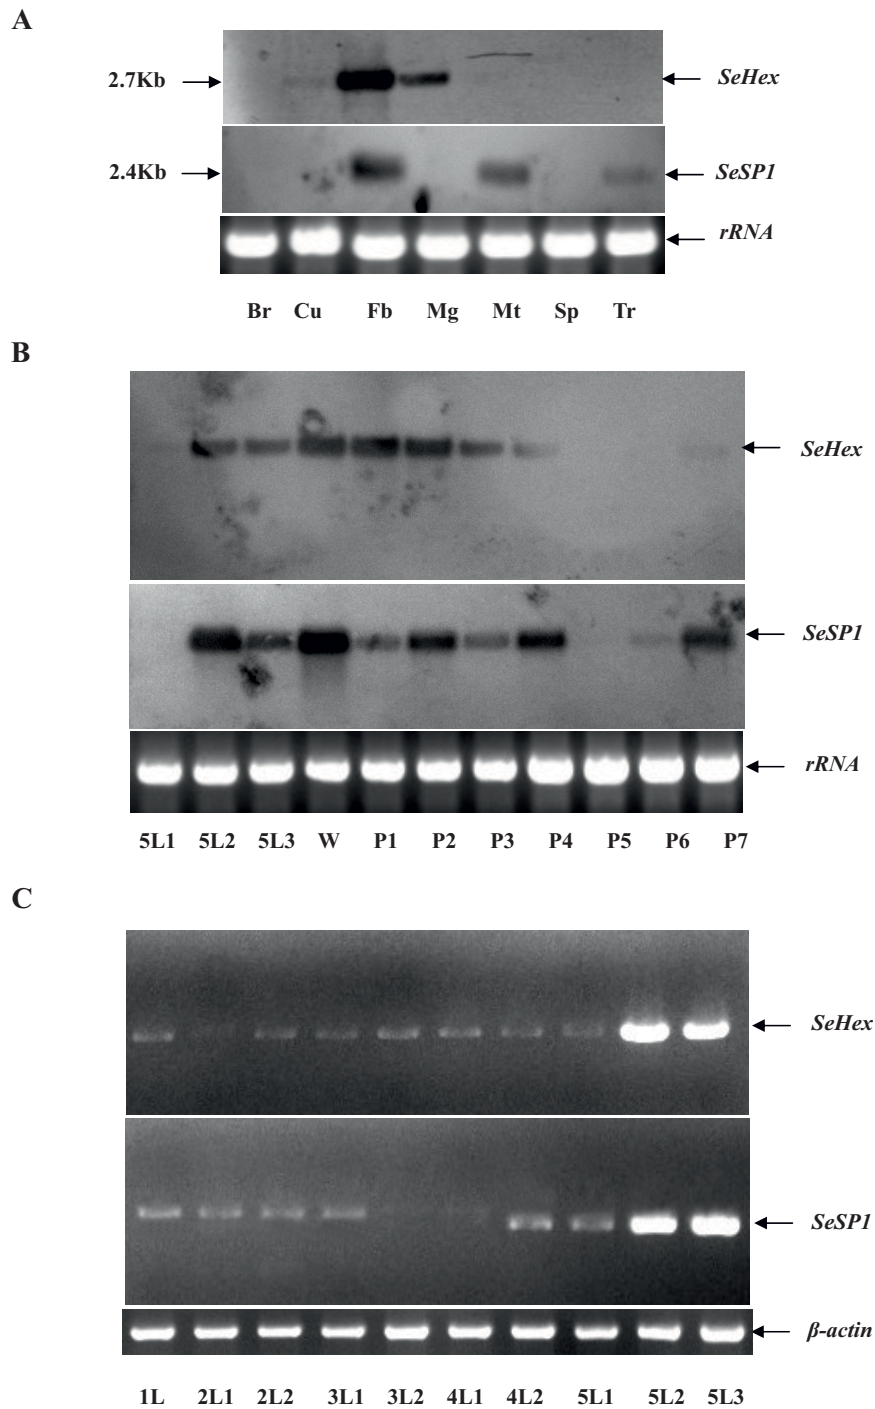 A
2.7Kb SeHex
2.4Kb SeSP1
rRNA
Br Cu Fb Mg Mt Sp Tr
B
SeHex
SeSP1
rRNA
5L1 5L2 5L3 W P1 P2 P3 P4 P5 P6 P7
C
SeHex
SeSP1
β-actin
1L 2L1 2L2 3L1 3L2 4L1 4L2 5L1 5L2 5L3